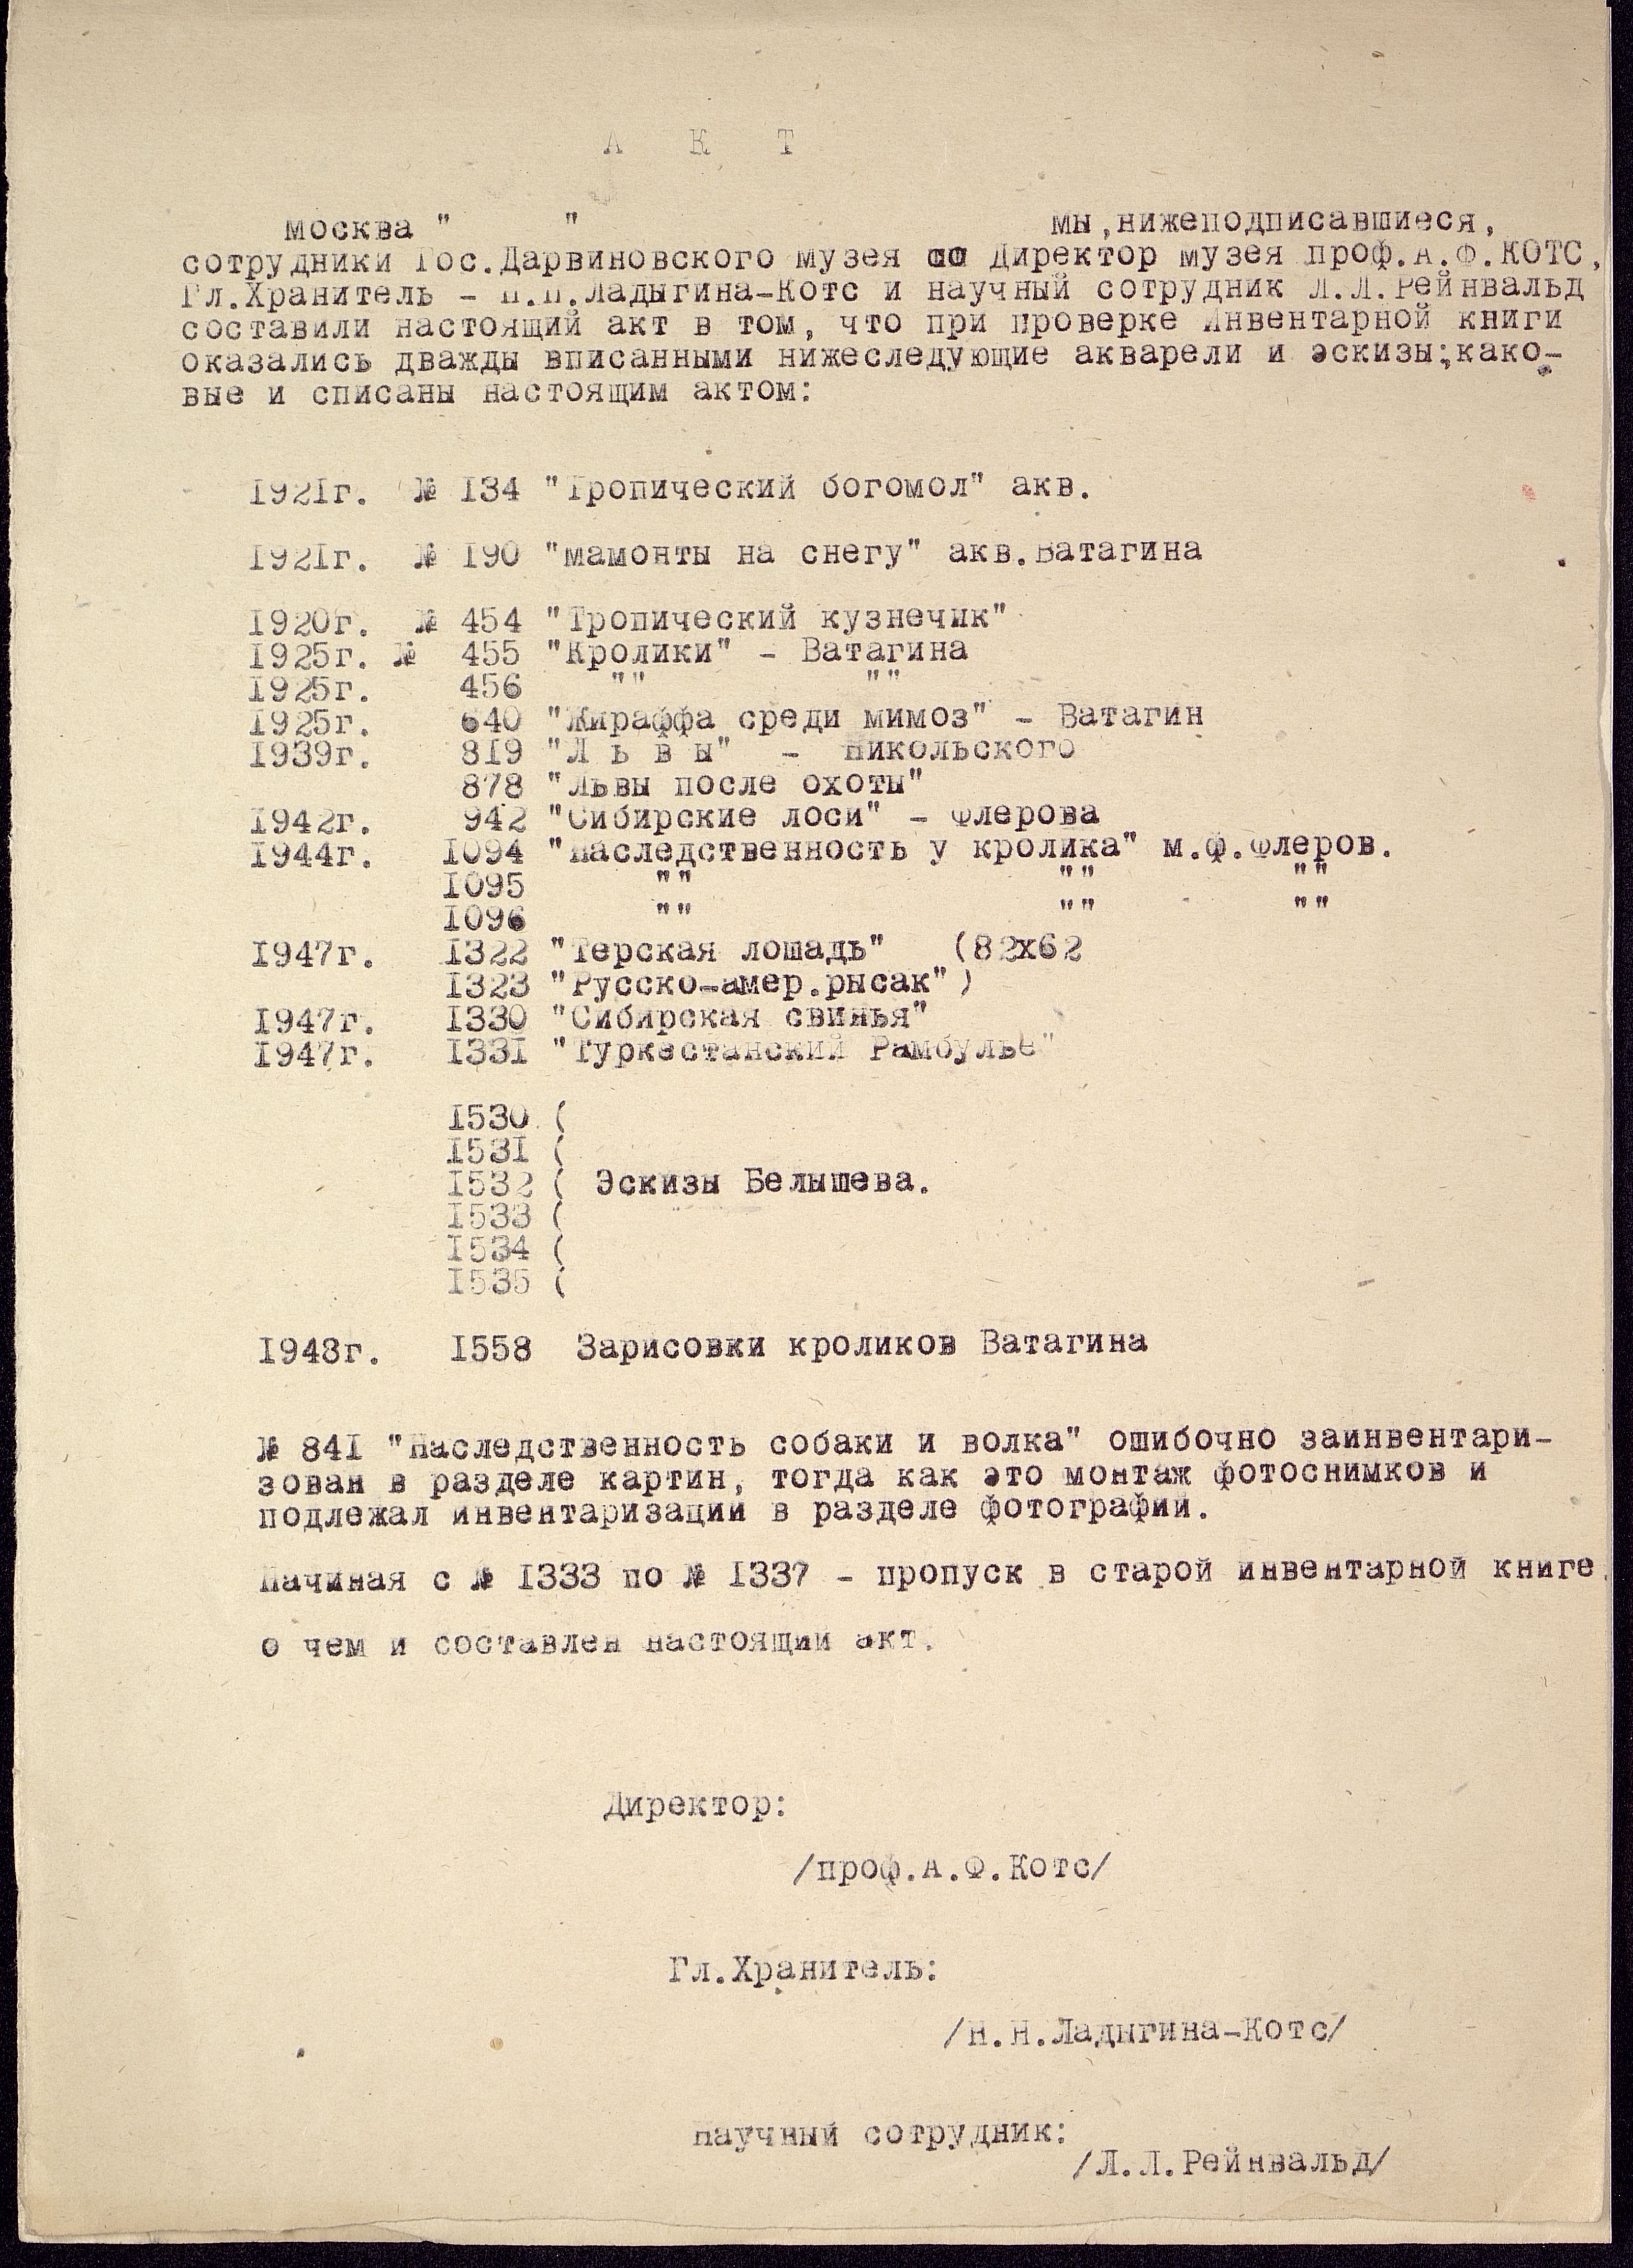 А К Т
москва " " мы,нижеподписавшиеся,
сотрудники Гос.Дарвиновского музея Директор музея проф.А.Ф.КОТС,
Гл.Хранитель - Н.Н.Ладыгина-Котс и научный сотрудник Л.Л.Рейнвальд
составили настоящий акт в том, что при проверке Инвентарной книги
оказались дважды вписанными нижеследующие акварели и эскизы;,како-
вые и списаны настоящим актом:
1921г. № 134 "Тропический богомол" акв.
1921г. № 190 "мамонты на снегу" акв.Ватагина
1920г. № 454 "Тропический кузнечик"
1925г. № 455 "Кролики" - Ватагина
1925г. 456 "" ""
1925г. 640 "Жираффа среди мимоз" - Ватагин
1939г. 819 "Л ь в ы" - Никольского
878 "Львы после охоты"
1942г. 942 "Сибирские лоси" - Флерова
1944г. 1094 "Наследственность у кролика" м.ф.Флеров.
1095 "" "" ""
1096 "" "" ""
1947г. 1322 "Терская лошадь" (82х62
1323 "Русско-амер.рысак")
1947г. 1330 "Сибирская свинья"
1947г. 1331 "Туркестанский Рамбулье"
1530 (
1531 (
1532 ( Эскизы Белышева.
1533 (
1534 (
1535 (
1948г. 1558 Зарисовки кроликов Ватагина
№ 841 "Наследственность собаки и волка" ошибочно заинвентари-
зован в разделе картин, тогда как это монтаж фотоснимков и
подлежал инвентаризации в разделе фотографий.
Начиная с № 1333 по № 1337 - пропуск в старой инвентарной книге.
о чем и составлен настоящий акт.
Директор:
/проф.А.Ф.Котс/
Гл.Хранитель:
/Н.Н.Ладыгина-Котс/
Научный сотрудник:
/Л.Л.Рейнвальд/